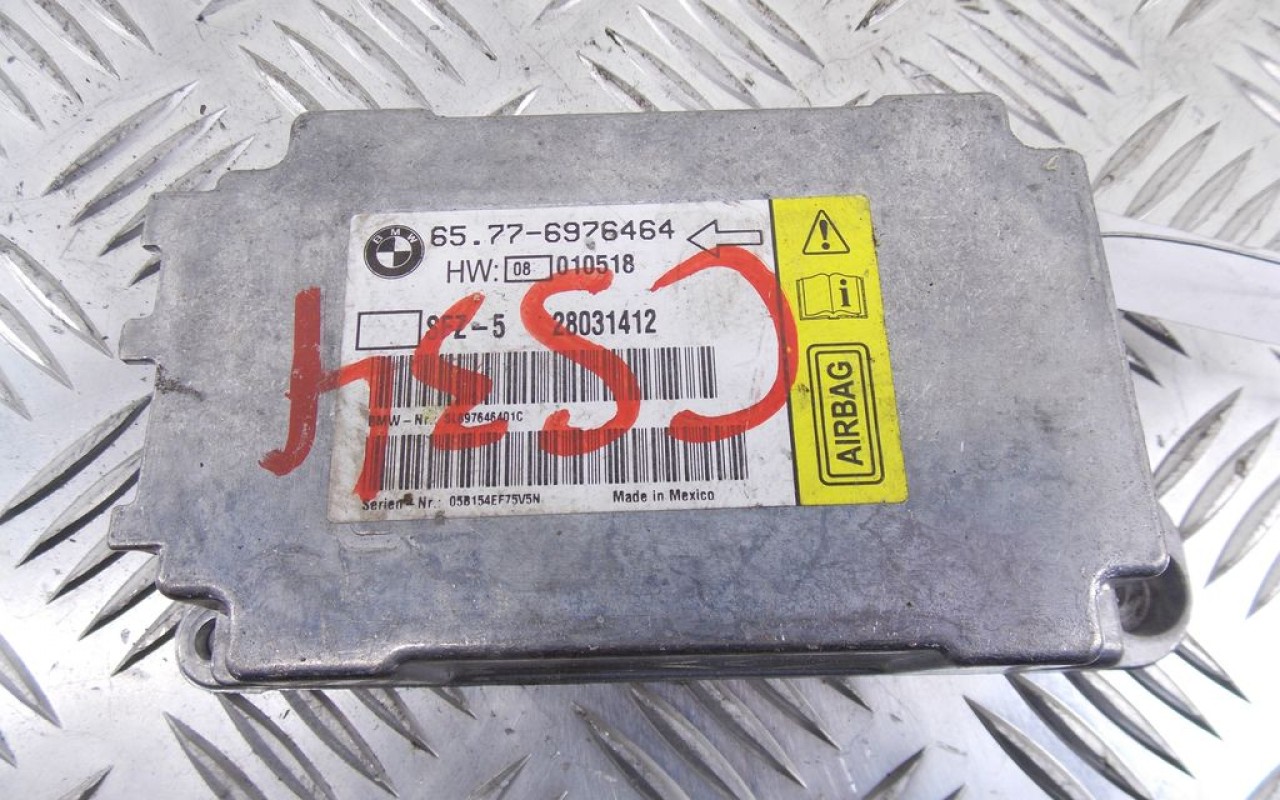 BMW 65.77-6976464
HW: 08 010518
SFZ-5 28031412
BMW-Nr.: 
Serien-Nr.: 058154EF75V5N Made in Mexico
AIRBAG